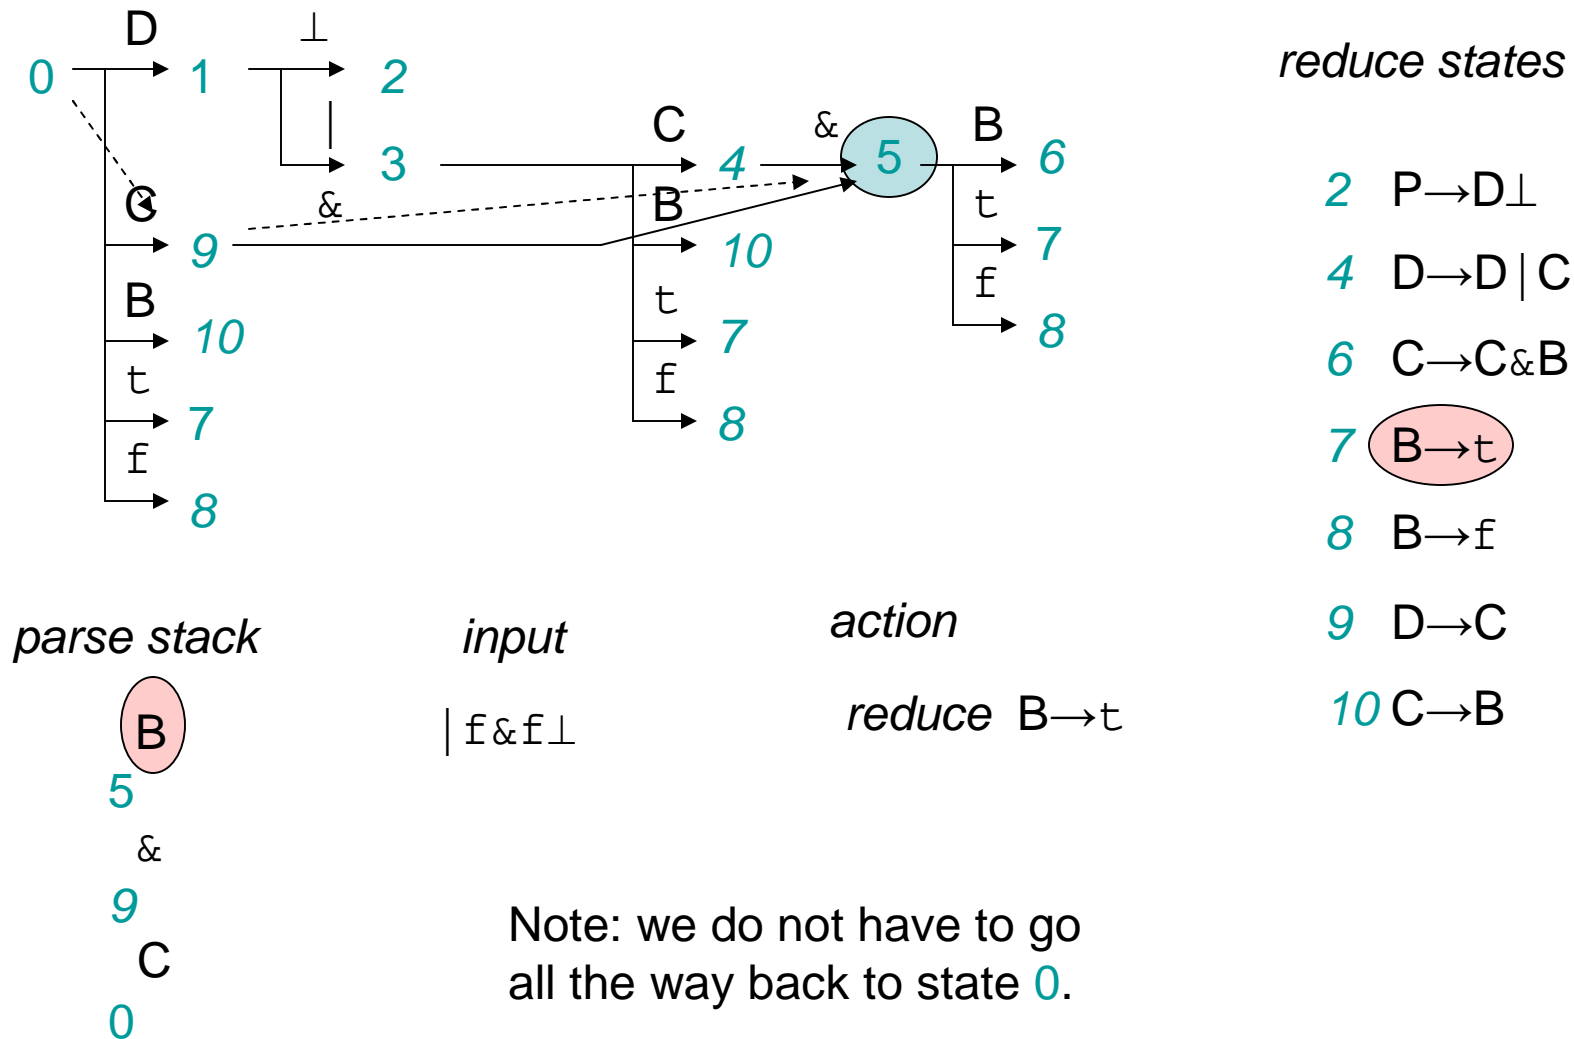 D ⊥
0 1 2
|
3
C & B
4 5 6
C & B t
9 10 7
B t f
10 7 8
t f
7 8
f
8
reduce states
2 P→D⊥
4 D→D|C
6 C→C&B
7 B→t
8 B→f
9 D→C
10 C→B
parse stack input action
B |f&f⊥ reduce B→t
5
&
9
C
0
Note: we do not have to go
all the way back to state 0.